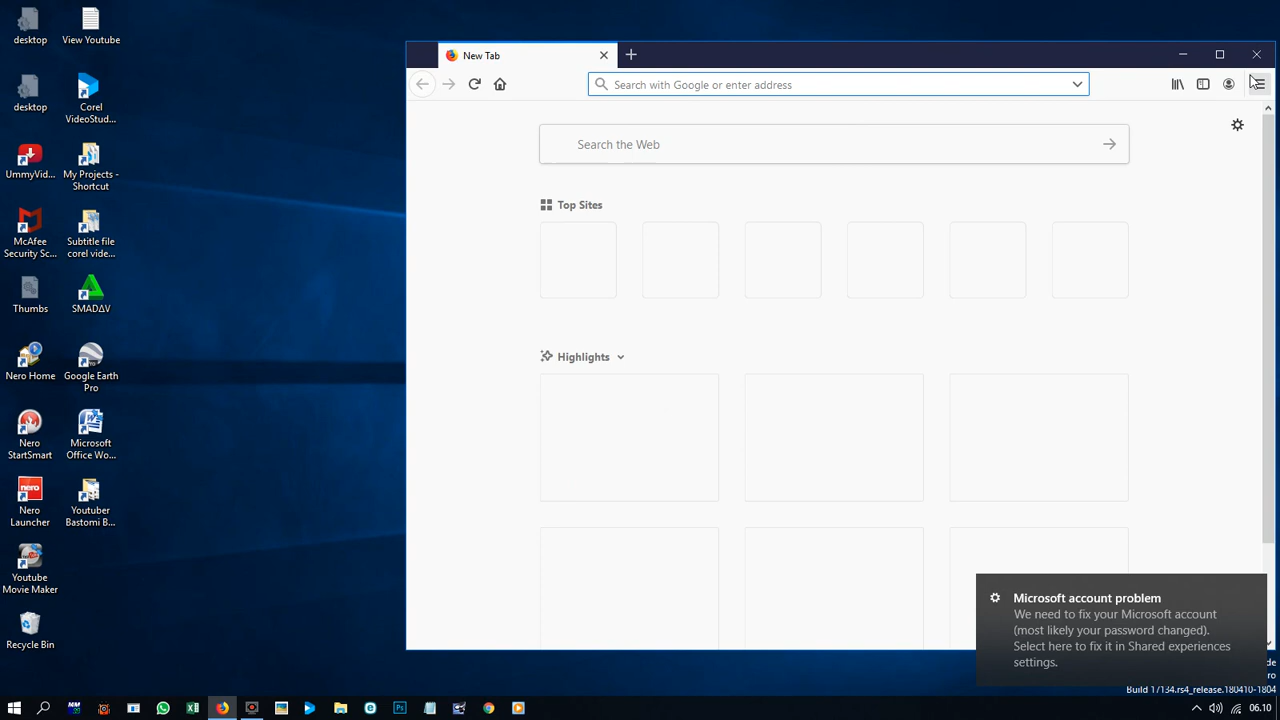 desktop
View Youtube
desktop
Corel
VideoStud...
UmmyVid...
My Projects -
Shortcut
McAfee
Security Sc...
Subtitle file
corel vide...
Thumbs
SMADΔV
Nero Home
Google Earth
Pro
Nero
StartSmart
Microsoft
Office Wo...
nero
Nero
Launcher
Youtuber
Bastomi B...
Youtube
Movie Maker
Recycle Bin
New Tab
Search with Google or enter address
Search the Web
Top Sites
Highlights
Microsoft account problem
We need to fix your Microsoft account
(most likely your password changed).
Select here to fix it in Shared experiences
settings.
Build 17134.rs4_release.180410-1804
06.10